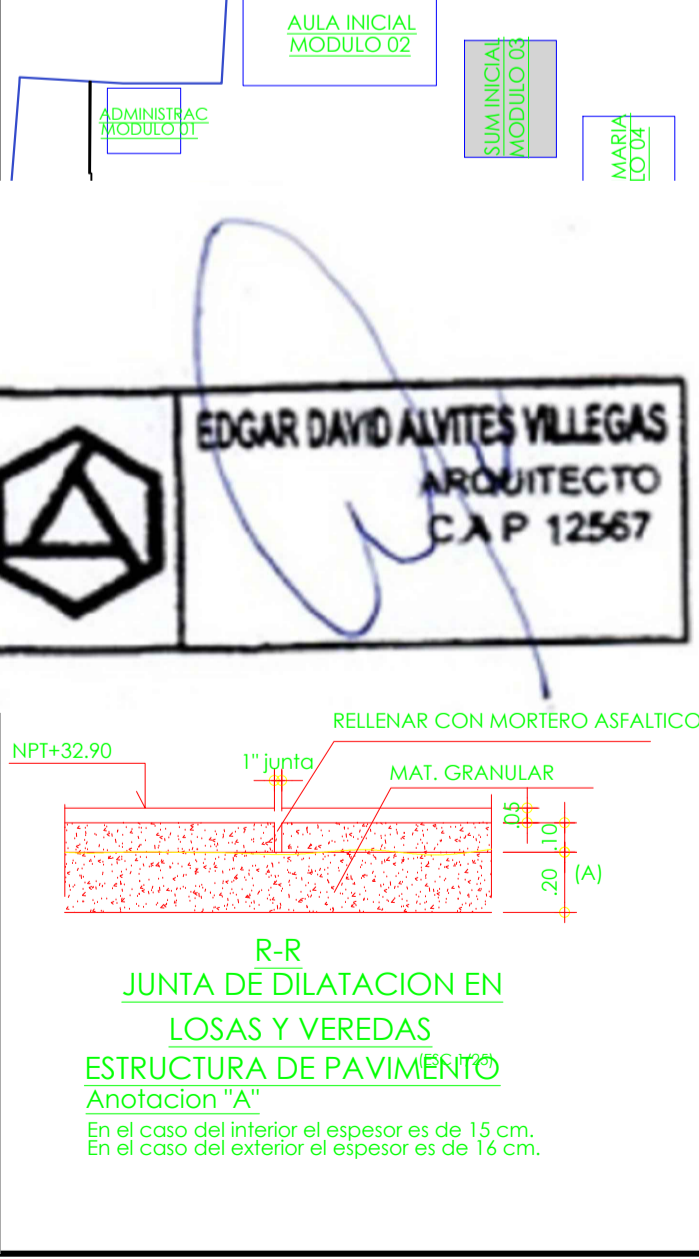 AULA INICIAL
MODULO 02
SUM INICIAL
MODULO 03
ADMINISTRAC
MODULO 01
MARIA
LO 04
EDGAR DAVID ALVITES VILLEGAS
ARQUITECTO
CAP 12567
RELLENAR CON MORTERO ASFALTICO
NPT+32.90
1" junta
MAT. GRANULAR
.05
.10
.20
(A)
R-R
JUNTA DE DILATACION EN
LOSAS Y VEREDAS
(ESC 1/25)
ESTRUCTURA DE PAVIMENTO
Anotacion "A"
En el caso del interior el espesor es de 15 cm.
En el caso del exterior el espesor es de 16 cm.